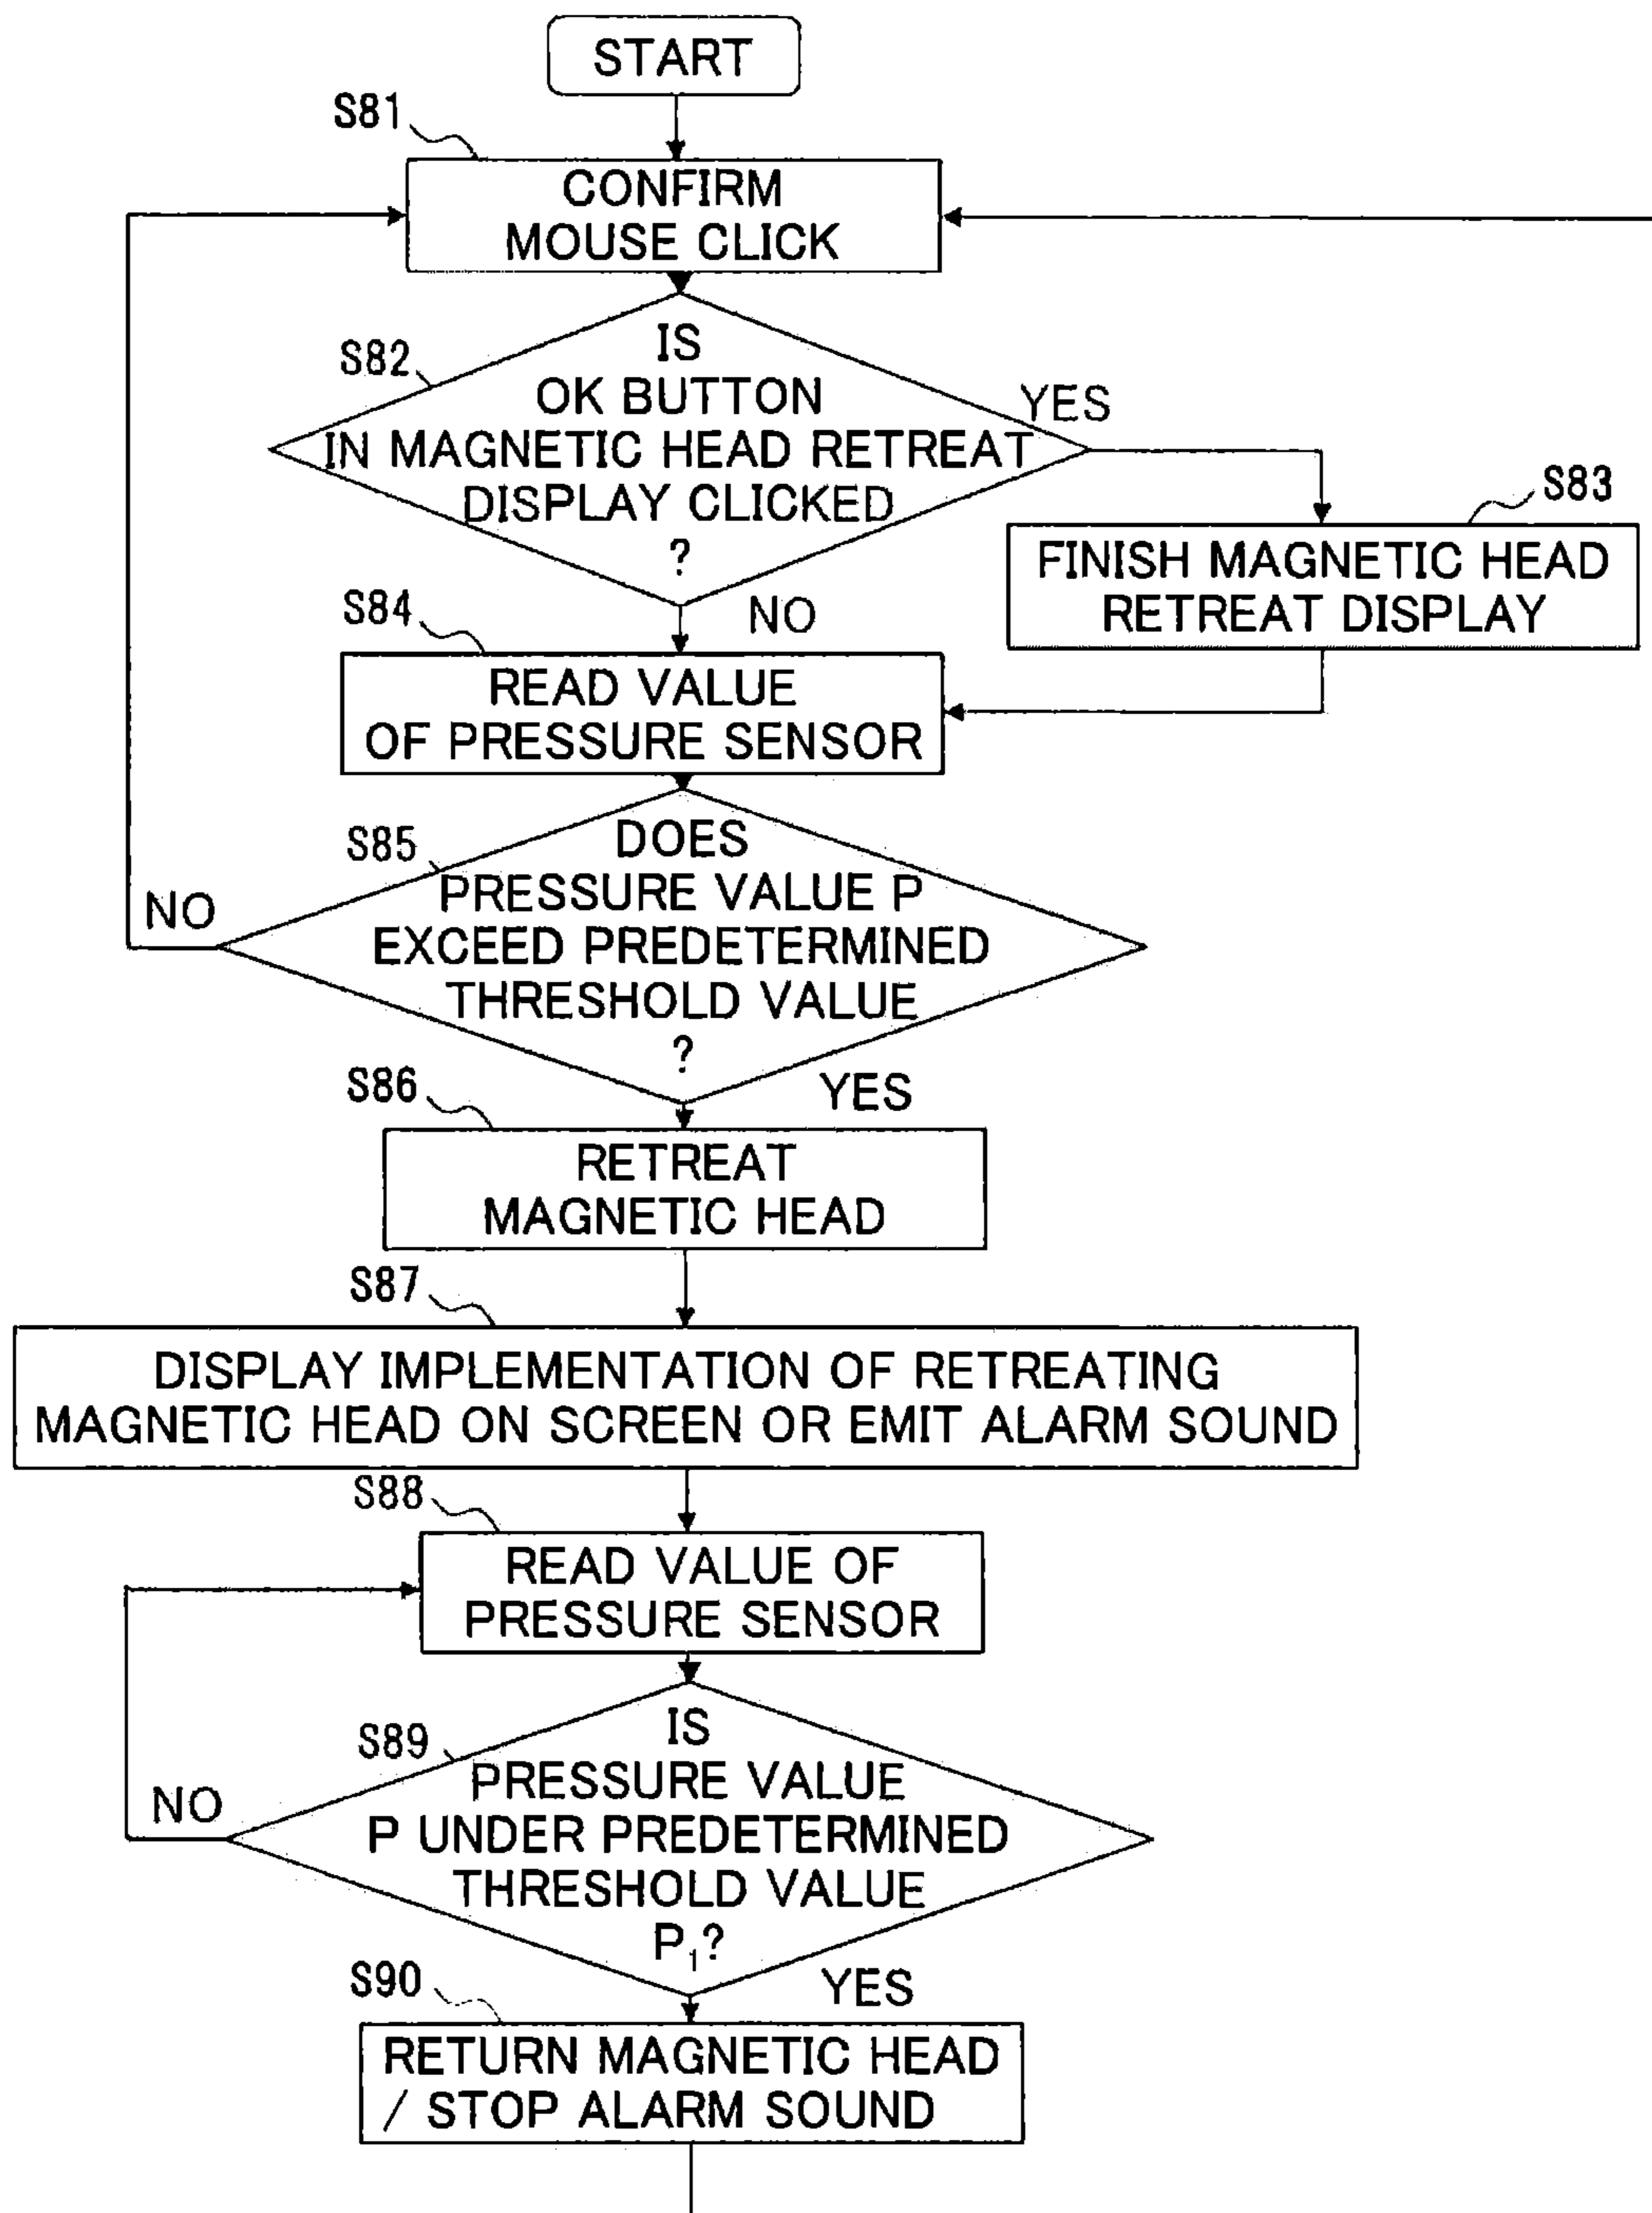 START
S81
CONFIRM
MOUSE CLICK
S82
IS
OK BUTTON
IN MAGNETIC HEAD RETREAT
DISPLAY CLICKED
?
YES
S83
FINISH MAGNETIC HEAD
RETREAT DISPLAY
NO
S84
READ VALUE
OF PRESSURE SENSOR
S85
DOES
PRESSURE VALUE P
EXCEED PREDETERMINED
THRESHOLD VALUE
?
NO
YES
S86
RETREAT
MAGNETIC HEAD
S87
DISPLAY IMPLEMENTATION OF RETREATING
MAGNETIC HEAD ON SCREEN OR EMIT ALARM SOUND
S88
READ VALUE OF
PRESSURE SENSOR
S89
IS
PRESSURE VALUE
P UNDER PREDETERMINED
THRESHOLD VALUE
P₁?
NO
YES
S90
RETURN MAGNETIC HEAD
/ STOP ALARM SOUND